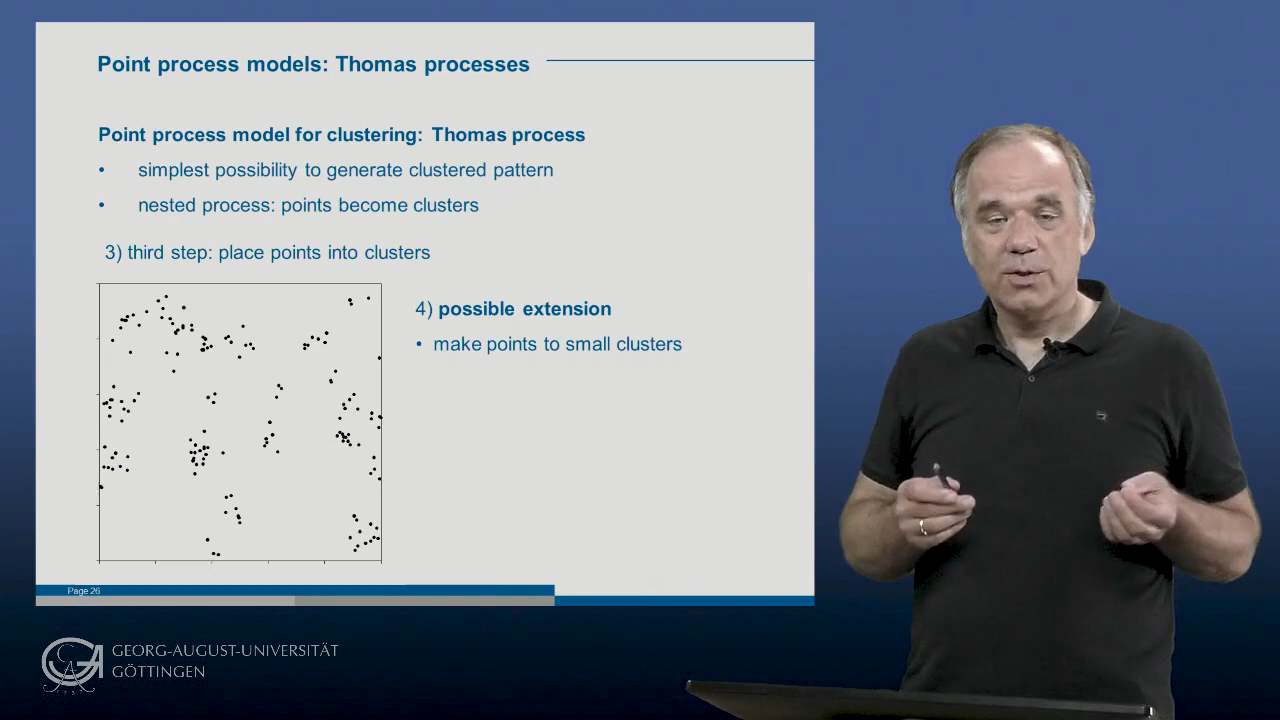 Point process models: Thomas processes
Point process model for clustering: Thomas process
• simplest possibility to generate clustered pattern
• nested process: points become clusters
3) third step: place points into clusters
4) possible extension
• make points to small clusters
Page 26
GEORG-AUGUST-UNIVERSITÄT
GÖTTINGEN